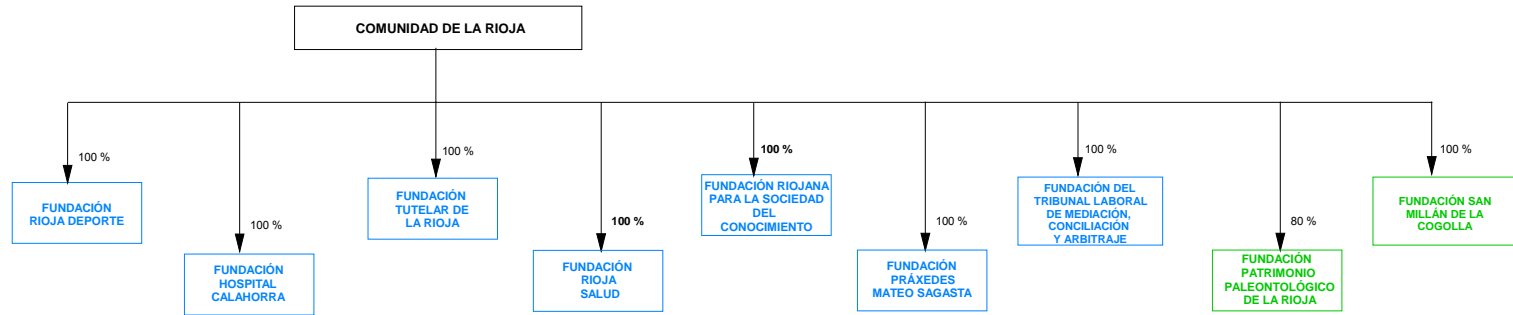 COMUNIDAD DE LA RIOJA
100 %
FUNDACIÓN
RIOJA DEPORTE
100 %
FUNDACIÓN
HOSPITAL
CALAHORRA
100 %
FUNDACIÓN
TUTELAR DE
LA RIOJA
100 %
FUNDACIÓN
RIOJA
SALUD
100 %
FUNDACIÓN RIOJANA
PARA LA SOCIEDAD
DEL
CONOCIMIENTO
100 %
FUNDACIÓN
PRÁXEDES
MATEO SAGASTA
100 %
FUNDACIÓN DEL
TRIBUNAL LABORAL
DE MEDIACIÓN,
CONCILIACIÓN
Y ARBITRAJE
80 %
FUNDACIÓN
PATRIMONIO
PALEONTOLÓGICO
DE LA RIOJA
100 %
FUNDACIÓN SAN
MILLÁN DE LA
COGOLLA